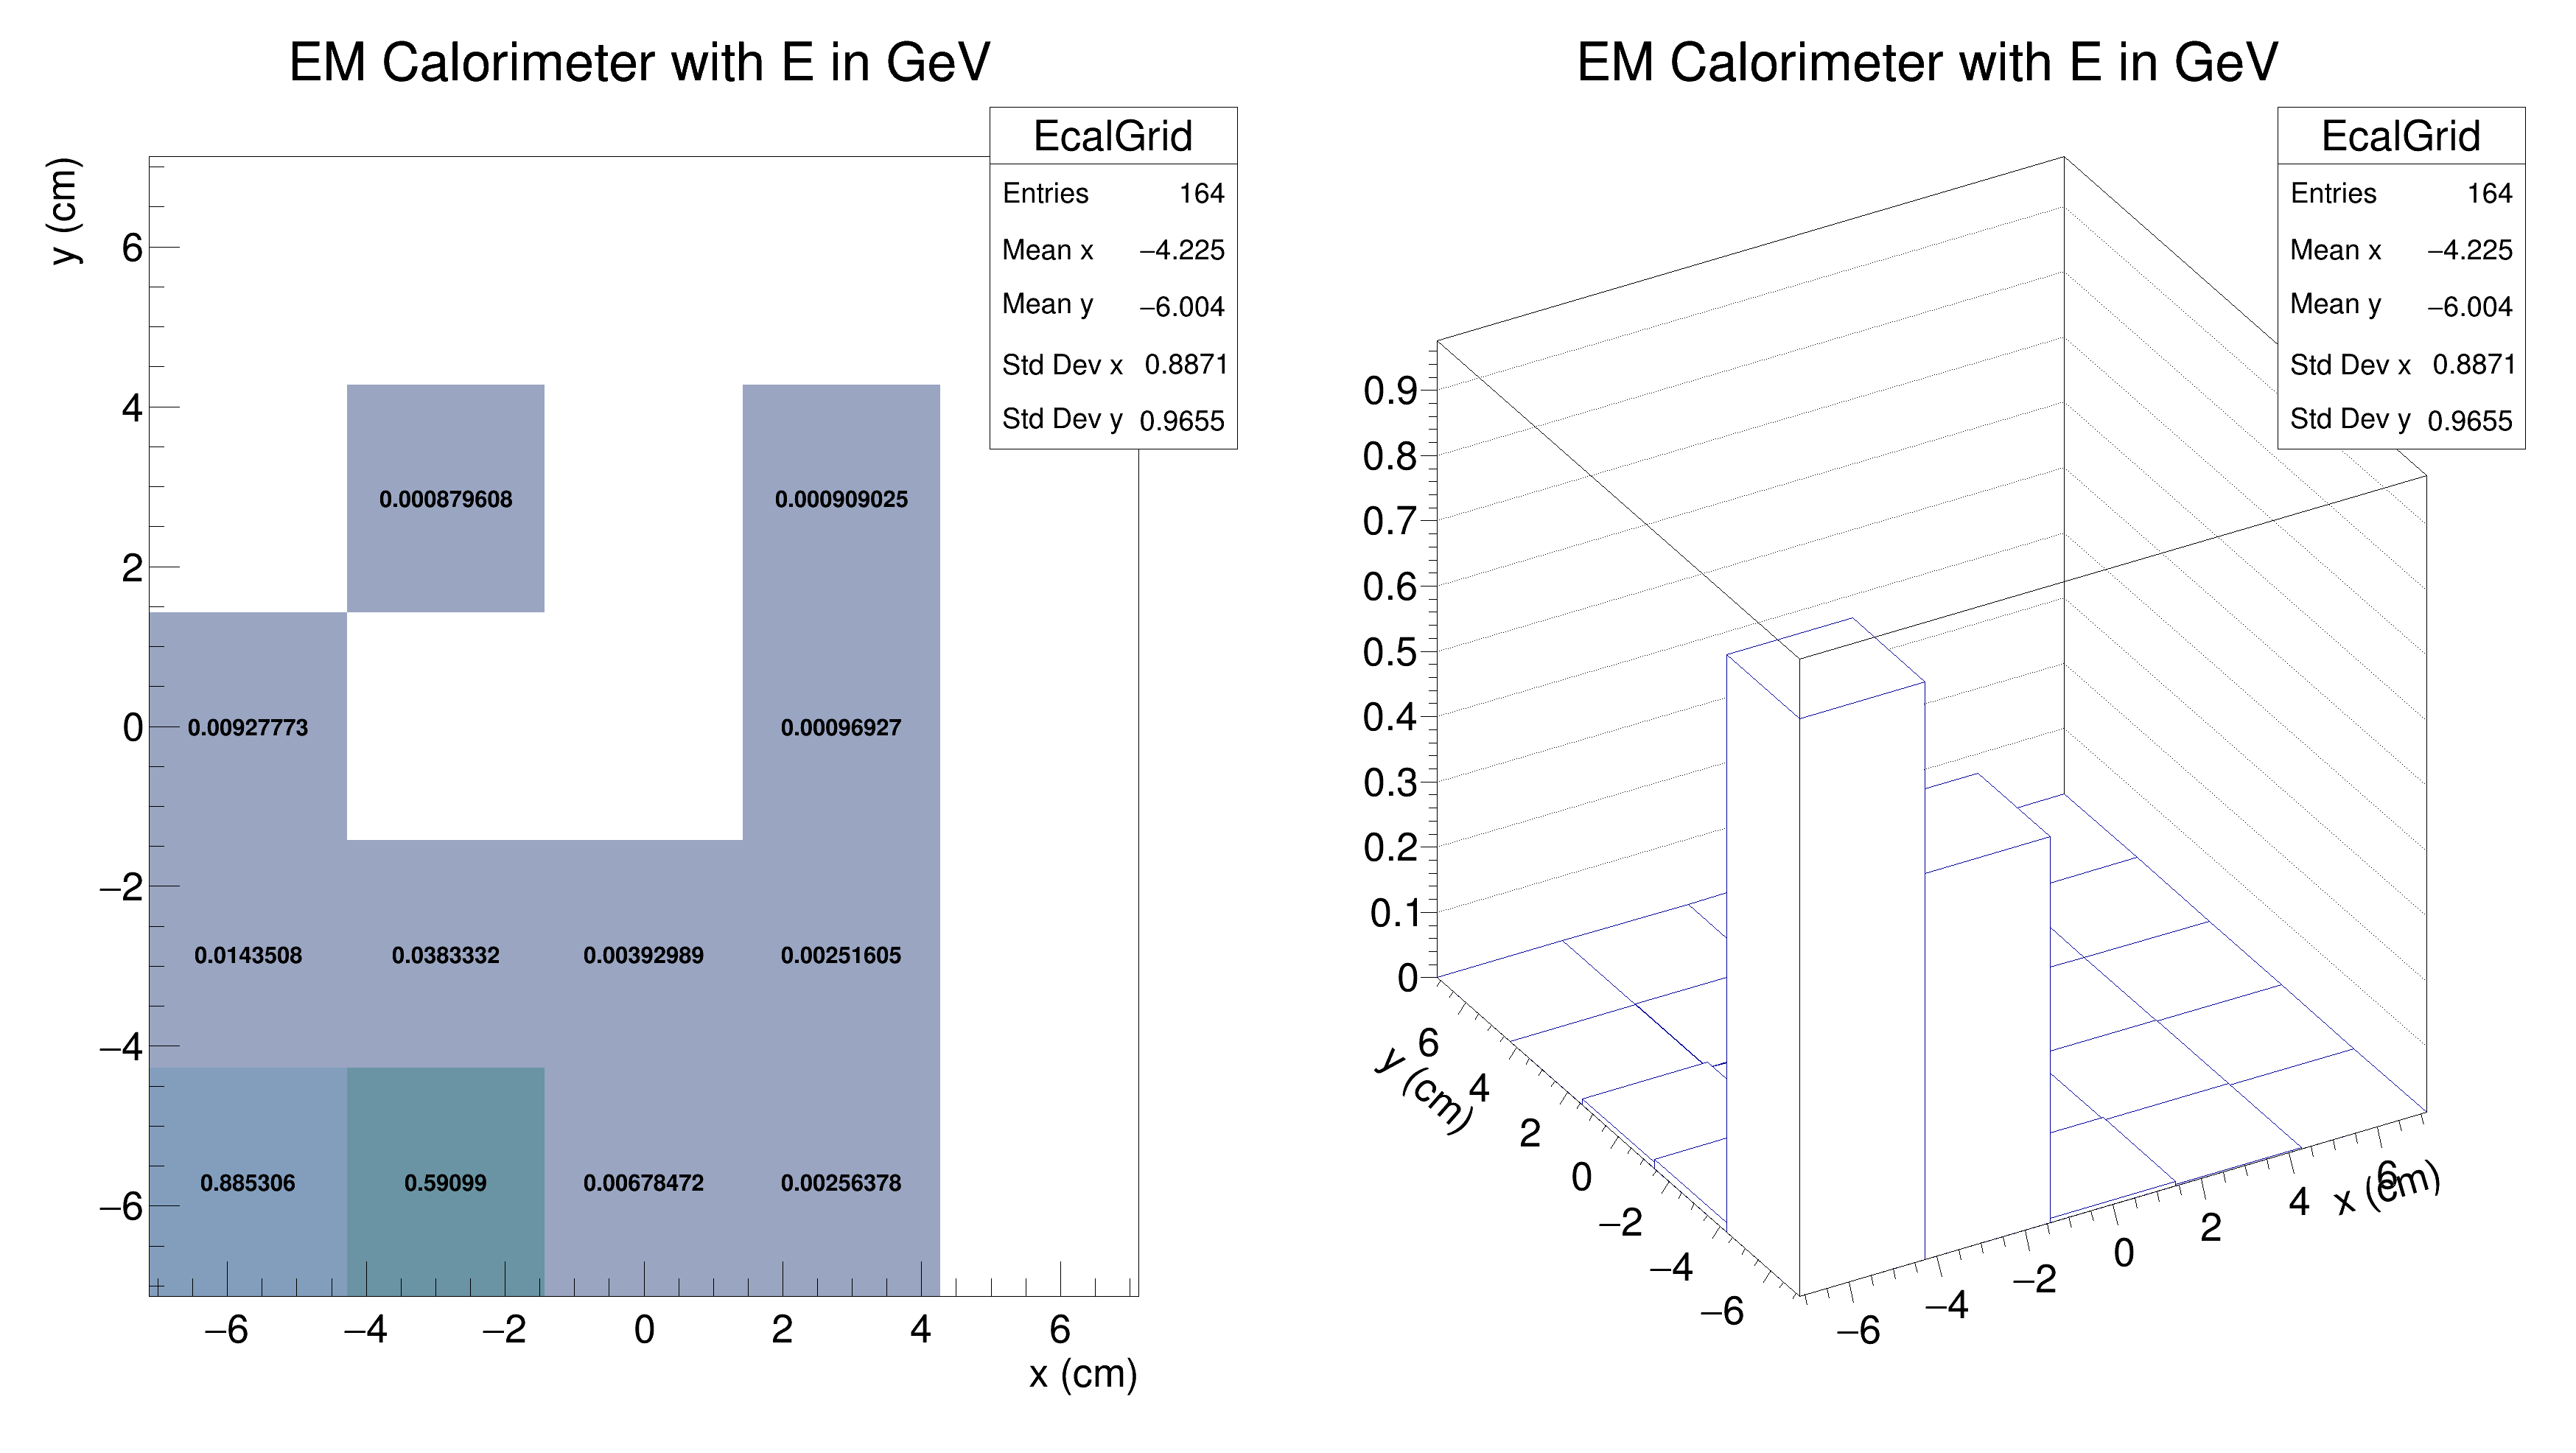 EM Calorimeter with E in GeV
EcalGrid
Entries 164
Mean x −4.225
Mean y −6.004
Std Dev x 0.8871
Std Dev y 0.9655
y (cm)
6
4
2
0
−2
−4
−6
0.000879608 0.000909025
0.00927773 0.00096927
0.0143508 0.0383332 0.00392989 0.00251605
0.885306 0.59099 0.00678472 0.00256378
−6 −4 −2 0 2 4 6
x (cm)
EM Calorimeter with E in GeV
EcalGrid
Entries 164
Mean x −4.225
Mean y −6.004
Std Dev x 0.8871
Std Dev y 0.9655
0.9
0.8
0.7
0.6
0.5
0.4
0.3
0.2
0.1
0
y (cm)
6
4
2
0
−2
−4
−6
−6 −4 −2 0 2 4 6
x (cm)